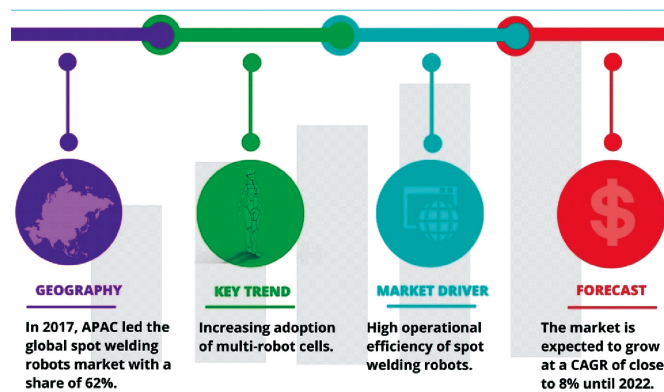 GEOGRAPHY
In 2017, APAC led the
global spot welding
robots market with a
share of 62%.
KEY TREND
Increasing adoption
of multi-robot cells.
MARKET DRIVER
High operational
efficiency of spot
welding robots.
$
FORECAST
The market is
expected to grow
at a CAGR of close
to 8% until 2022.